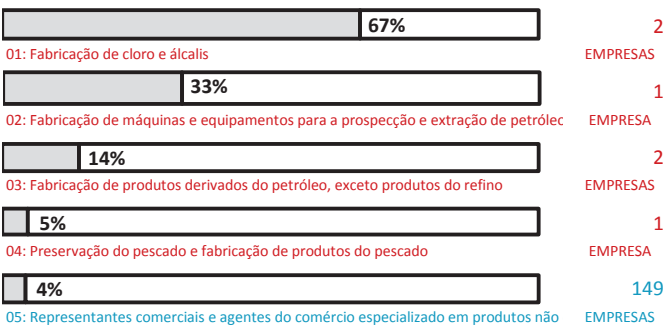 67% 2
01: Fabricação de cloro e álcalis EMPRESAS
33% 1
02: Fabricação de máquinas e equipamentos para a prospecção e extração de petróleo EMPRESA
14% 2
03: Fabricação de produtos derivados do petróleo, exceto produtos do refino EMPRESAS
5% 1
04: Preservação do pescado e fabricação de produtos do pescado EMPRESA
4% 149
05: Representantes comerciais e agentes do comércio especializado em produtos não EMPRESAS